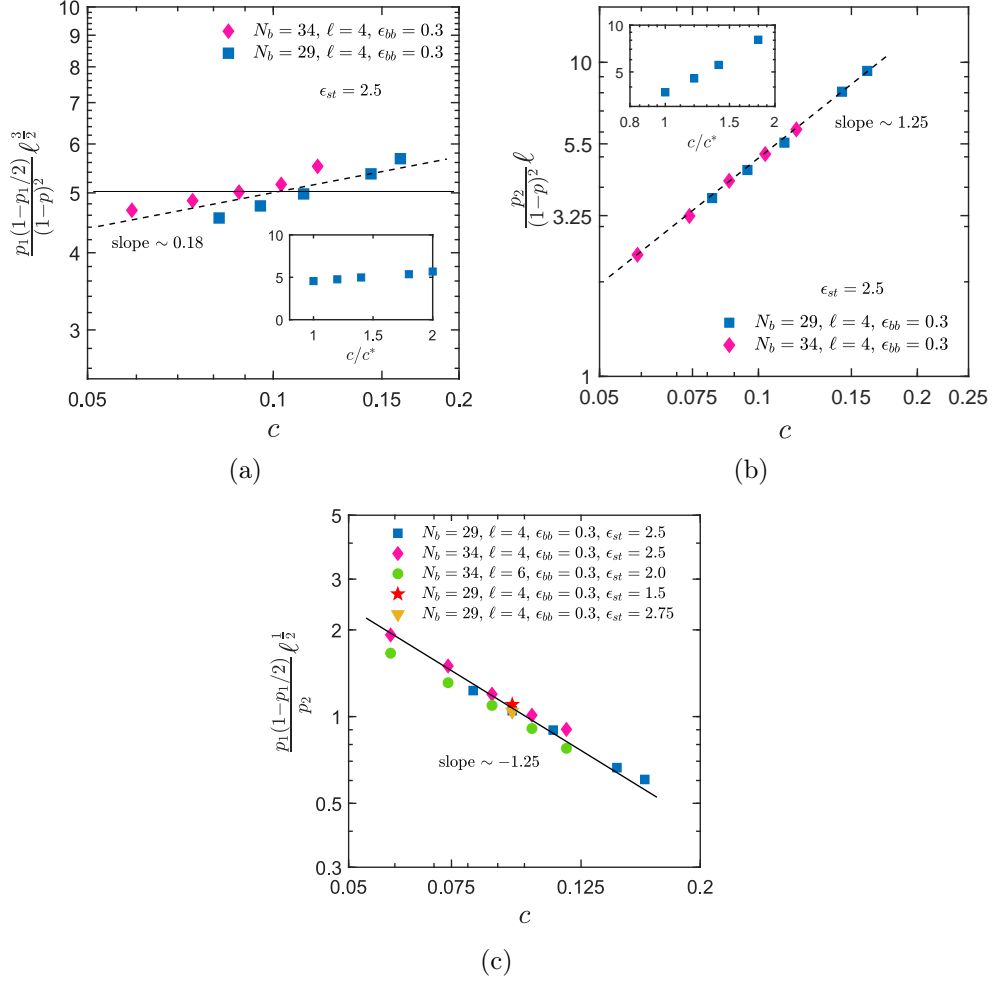 10
9
8
7
6
5
4
3
0.05
0.1
0.15
0.2
N_b = 34, ℓ = 4, ϵ_bb = 0.3
N_b = 29, ℓ = 4, ϵ_bb = 0.3
ϵ_st = 2.5
slope ∼ 0.18
p_1(1−p_1/2)/(1−p)^2 ℓ^{3/2}
c
10
5
0
1
1.5
2
c/c*
(a)
10
5.5
3.25
1
0.05
0.075
0.1
0.15
0.2
0.25
10
5
0.8
1
1.5
2
c/c*
slope ∼ 1.25
ϵ_st = 2.5
N_b = 29, ℓ = 4, ϵ_bb = 0.3
N_b = 34, ℓ = 4, ϵ_bb = 0.3
p_2/(1−p)^2 ℓ
c
(b)
5
3
2
1
0.5
0.3
0.05
0.075
0.125
0.2
N_b = 29, ℓ = 4, ϵ_bb = 0.3, ϵ_st = 2.5
N_b = 34, ℓ = 4, ϵ_bb = 0.3, ϵ_st = 2.5
N_b = 34, ℓ = 6, ϵ_bb = 0.3, ϵ_st = 2.0
N_b = 29, ℓ = 4, ϵ_bb = 0.3, ϵ_st = 1.5
N_b = 29, ℓ = 4, ϵ_bb = 0.3, ϵ_st = 2.75
slope ∼ −1.25
p_1(1−p_1/2)/p_2 ℓ^{1/2}
c
(c)